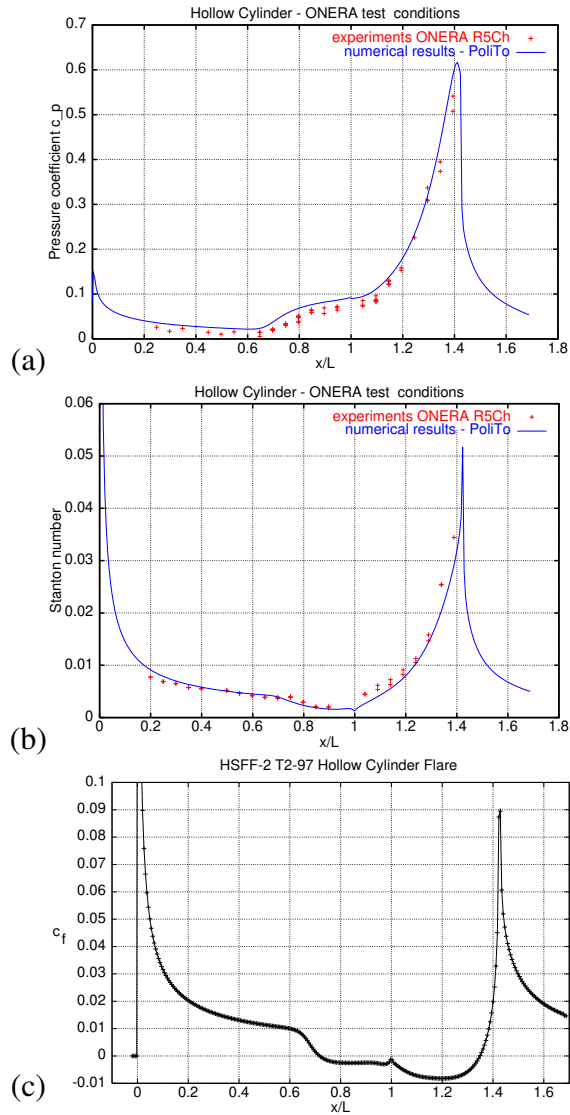 Hollow Cylinder - ONERA test conditions
experiments ONERA R5Ch
numerical results - PoliTo
Pressure coefficient c_p
0.7
0.6
0.5
0.4
0.3
0.2
0.1
0
0 0.2 0.4 0.6 0.8 1 1.2 1.4 1.6 1.8
x/L
(a)
Hollow Cylinder - ONERA test conditions
experiments ONERA R5Ch
numerical results - PoliTo
Stanton number
0.06
0.05
0.04
0.03
0.02
0.01
0
0 0.2 0.4 0.6 0.8 1 1.2 1.4 1.6 1.8
x/L
(b)
HSFF-2 T2-97 Hollow Cylinder Flare
c_f
0.1
0.09
0.08
0.07
0.06
0.05
0.04
0.03
0.02
0.01
0
-0.01
0 0.2 0.4 0.6 0.8 1 1.2 1.4 1.6
x/L
(c)